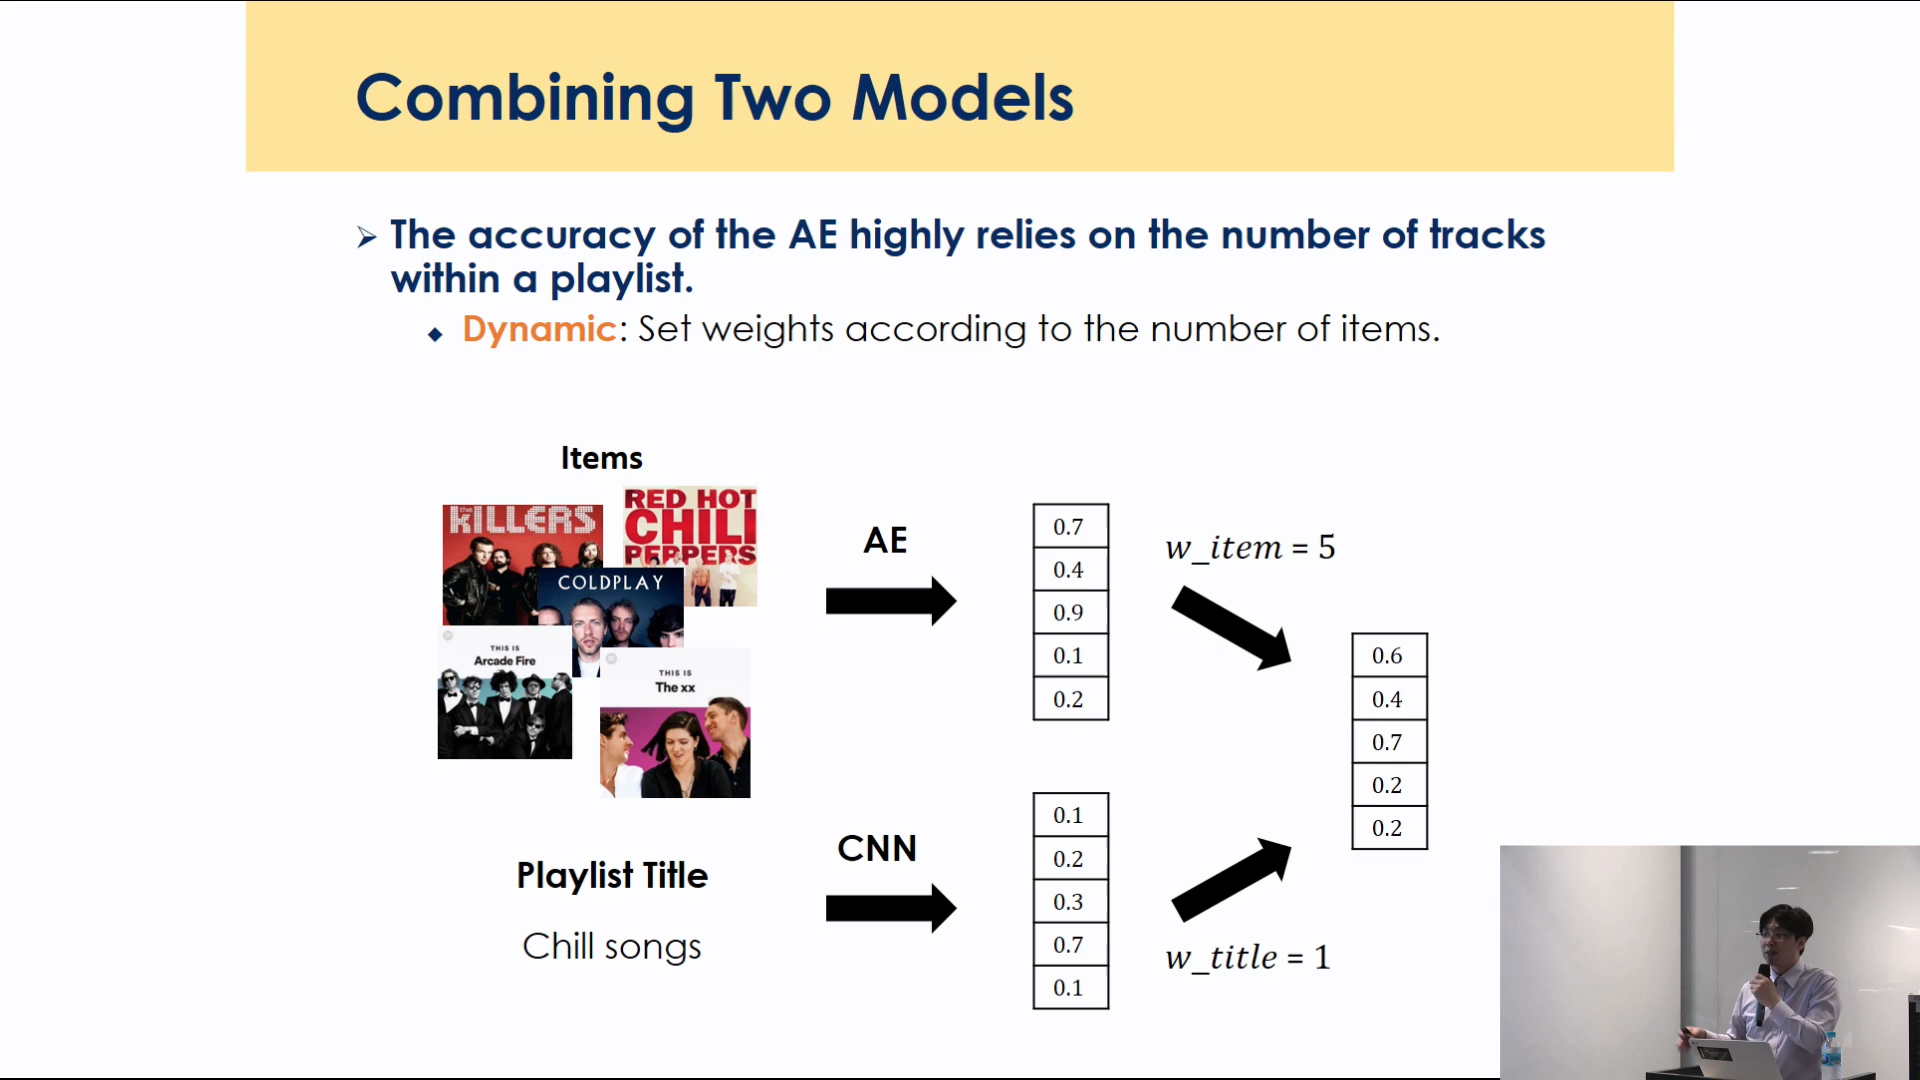 Combining Two Models
➢ The accuracy of the AE highly relies on the number of tracks
within a playlist.
◆ Dynamic: Set weights according to the number of items.
Items
the
KILLERS
RED HOT
CHILI
PEPPERS
COLDPLAY
THIS IS
Arcade Fire
THIS IS
The xx
AE
0.7
0.4
0.9
0.1
0.2
w_item = 5
0.6
0.4
0.7
0.2
0.2
Playlist Title
Chill songs
CNN
0.1
0.2
0.3
0.7
0.1
w_title = 1